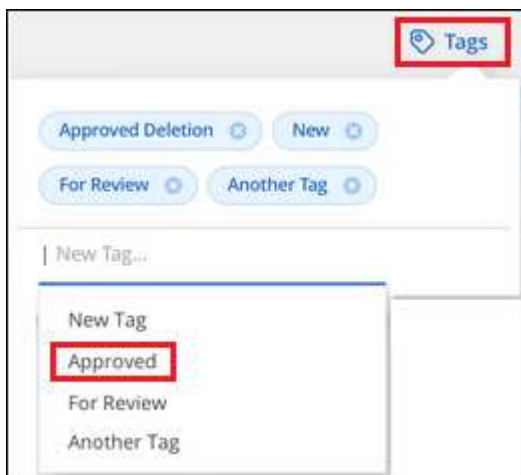 Tags
Approved Deletion New
For Review Another Tag
New Tag...
New Tag
Approved
For Review
Another Tag